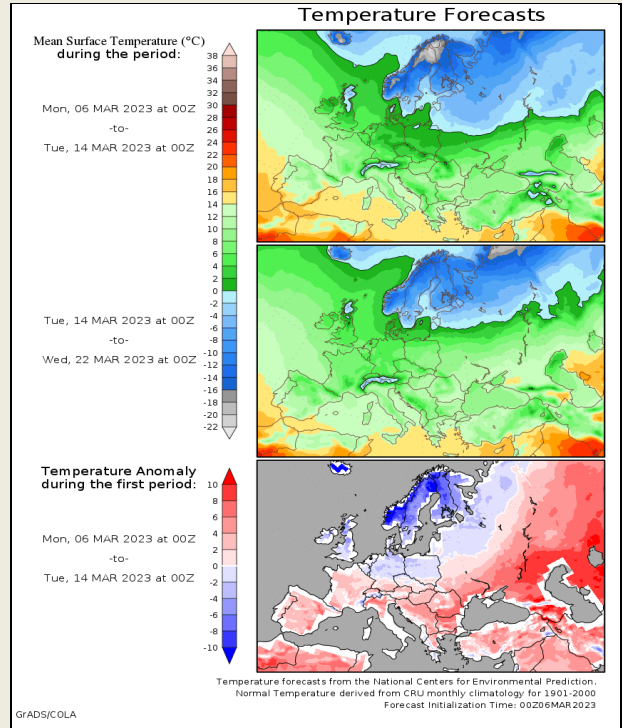 Temperature Forecasts
Mean Surface Temperature (°C)
during the period:
38
36
34
32
30
28
26
24
22
20
18
16
14
12
10
8
6
4
2
0
-2
-4
-6
-8
-10
-12
-14
-16
-18
-20
-22
Mon, 06 MAR 2023 at 00Z
-to-
Tue, 14 MAR 2023 at 00Z
Tue, 14 MAR 2023 at 00Z
-to-
Wed, 22 MAR 2023 at 00Z
Temperature Anomaly
during the first period:
10
8
6
4
2
0
-2
-4
-6
-8
-10
Mon, 06 MAR 2023 at 00Z
-to-
Tue, 14 MAR 2023 at 00Z
Temperature forecasts from the National Centers for Environmental Prediction.
Normal Temperature derived from CRU monthly climatology for 1901-2000
Forecast Initialization Time: 00Z06MAR2023
GrADS/COLA